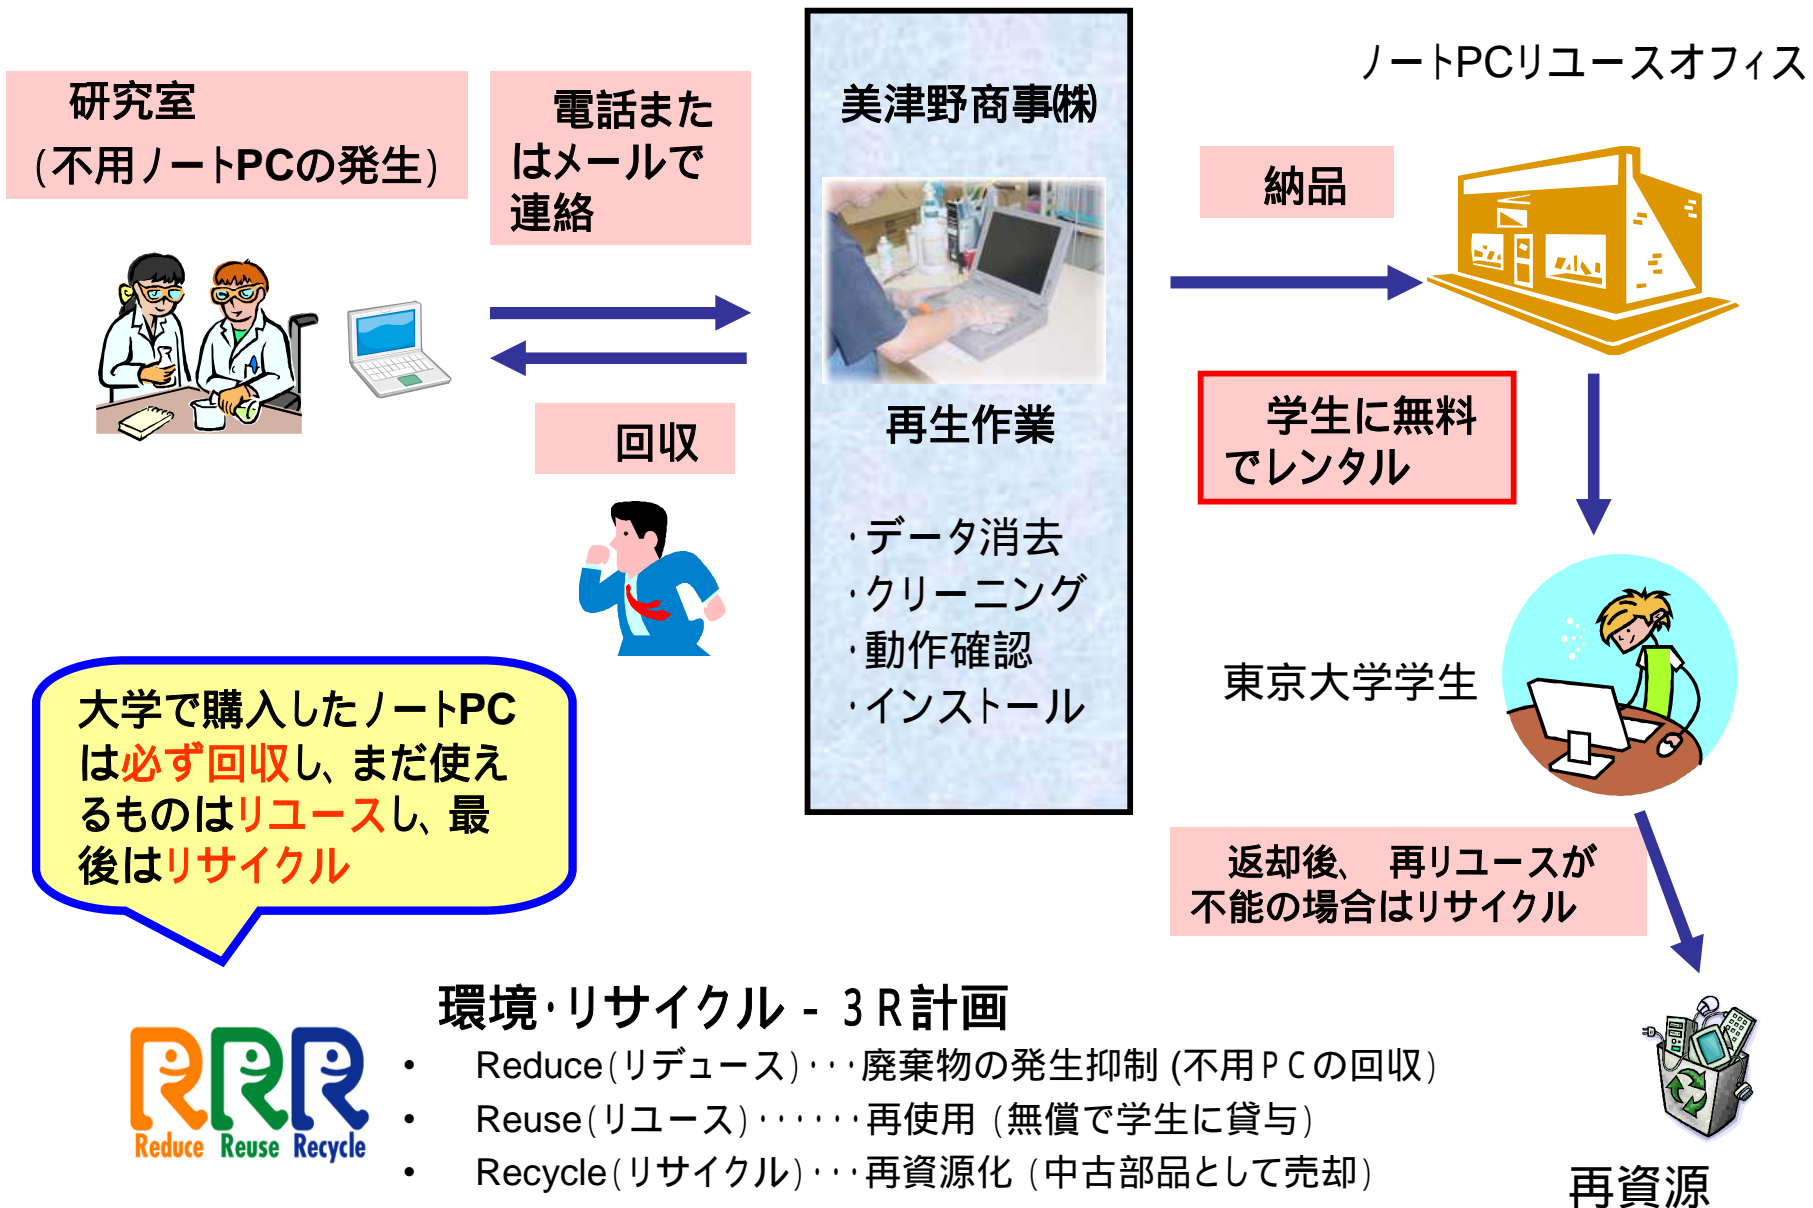 研究室
(不用ノートPCの発生)
電話また
はメールで
連絡
回収
美津野商事㈱
再生作業
・データ消去
・クリーニング
・動作確認
・インストール
ノートPCリユースオフィス
納品
学生に無料
でレンタル
東京大学学生
返却後、 再リユースが
不能の場合はリサイクル
再資源
大学で購入したノートPC
は必ず回収し、まだ使え
るものはリユースし、最
後はリサイクル
環境・リサイクル - 3R計画
• Reduce(リデュース)・・・廃棄物の発生抑制 (不用PCの回収)
• Reuse(リユース)・・・・・・再使用 (無償で学生に貸与)
• Recycle(リサイクル)・・・再資源化 (中古部品として売却)
RRR
Reduce Reuse Recycle